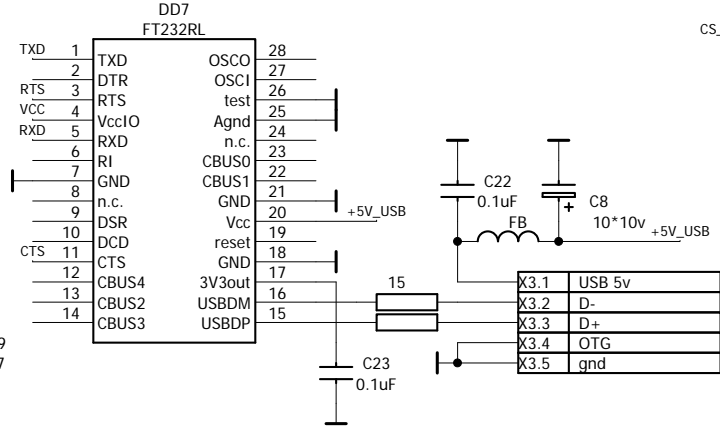 DD7
FT232RL
CS_
TXD 1 TXD OSCO 28
2 DTR OSCI 27
RTS 3 RTS test 26
VCC 4 VccIO Agnd 25
RXD 5 RXD n.c. 24
6 RI CBUS0 23
7 GND CBUS1 22
8 n.c. GND 21
9 DSR Vcc 20 +5V_USB
10 DCD reset 19
CTS 11 CTS GND 18
12 CBUS4 3V3out 17
13 CBUS2 USBDM 16
14 CBUS3 USBDP 15
9
7
C22
0.1uF
C8
10*10v
FB
+5V_USB
15
X3.1 USB 5v
X3.2 D-
X3.3 D+
X3.4 OTG
X3.5 gnd
C23
0.1uF